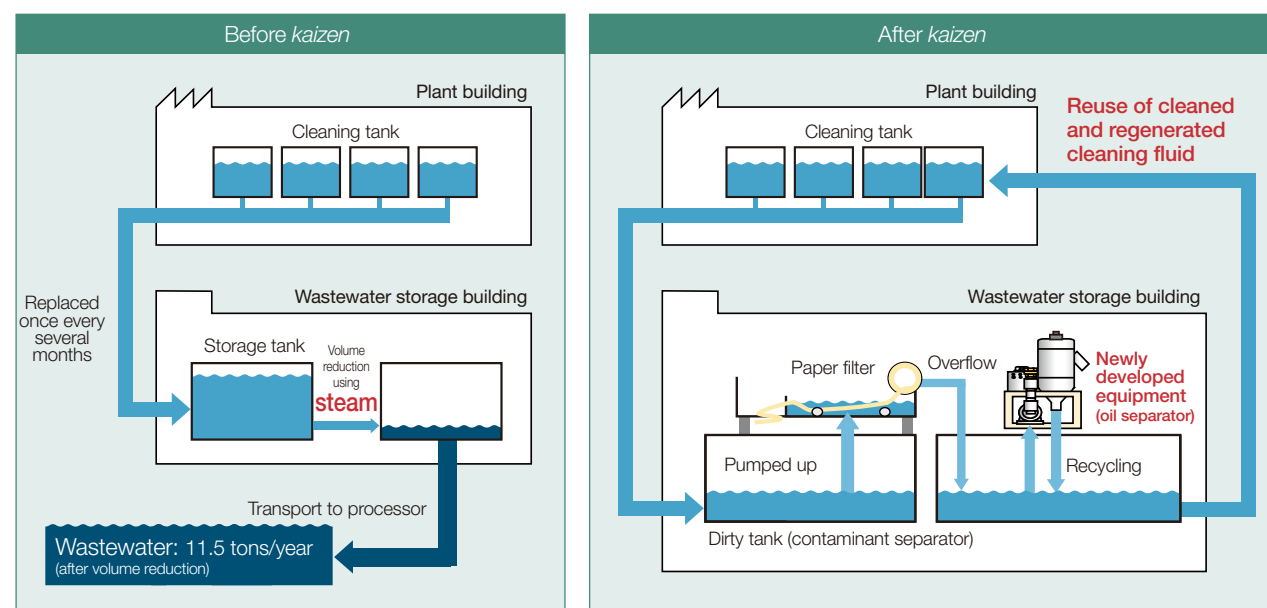 Before kaizen
Plant building
Cleaning tank
Replaced
once every
several
months
Wastewater storage building
Storage tank
Volume
reduction
using
steam
Transport to processor
Wastewater: 11.5 tons/year
(after volume reduction)
After kaizen
Plant building
Cleaning tank
Reuse of cleaned
and regenerated
cleaning fluid
Wastewater storage building
Paper filter
Overflow
Newly
developed
equipment
(oil separator)
Pumped up
Recycling
Dirty tank (contaminant separator)